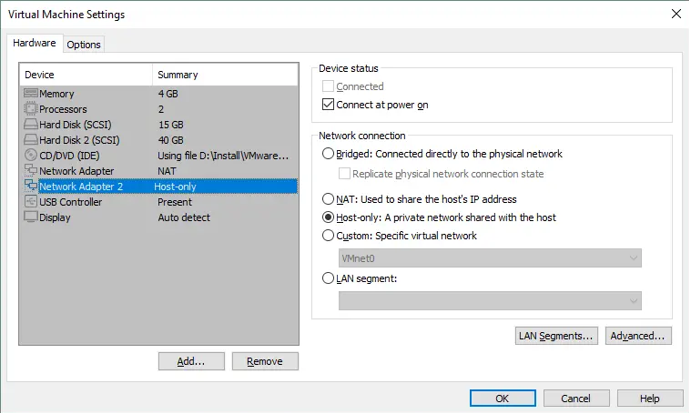 Virtual Machine Settings
Hardware Options
Device Summary
Memory 4 GB
Processors 2
Hard Disk (SCSI) 15 GB
Hard Disk 2 (SCSI) 40 GB
CD/DVD (IDE) Using file D:\Install\VMware...
Network Adapter NAT
Network Adapter 2 Host-only
USB Controller Present
Display Auto detect
Add... Remove
Device status
Connected
Connect at power on
Network connection
Bridged: Connected directly to the physical network
Replicate physical network connection state
NAT: Used to share the host's IP address
Host-only: A private network shared with the host
Custom: Specific virtual network
VMnet0
LAN segment:
LAN Segments... Advanced...
OK Cancel Help